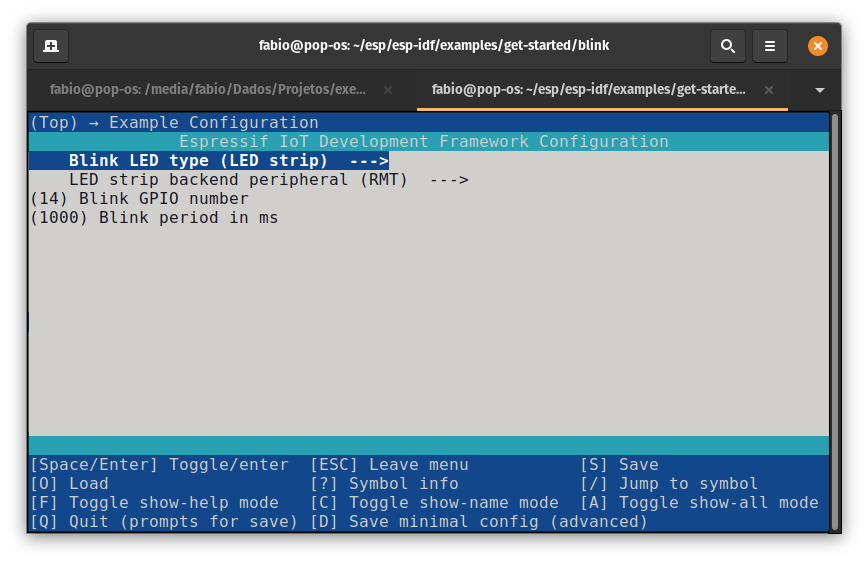 fabio@pop-os: ~/esp/esp-idf/examples/get-started/blink
fabio@pop-os: /media/fabio/Dados/Projetos/exe...
fabio@pop-os: ~/esp/esp-idf/examples/get-starte...
(Top) → Example Configuration
Espressif IoT Development Framework Configuration
Blink LED type (LED strip)  --->
LED strip backend peripheral (RMT)  --->
(14) Blink GPIO number
(1000) Blink period in ms
[Space/Enter] Toggle/enter  [ESC] Leave menu  [S] Save
[O] Load  [?] Symbol info  [/] Jump to symbol
[F] Toggle show-help mode  [C] Toggle show-name mode  [A] Toggle show-all mode
[Q] Quit (prompts for save)  [D] Save minimal config (advanced)